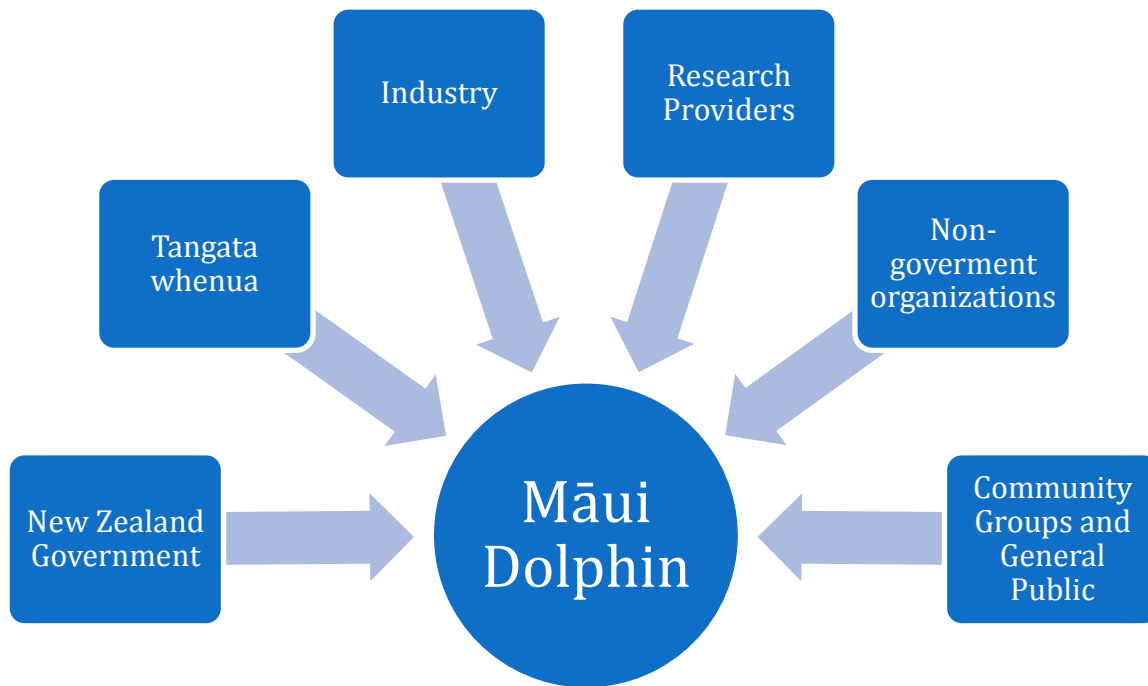 Industry
Research
Providers
Tangata
whenua
Non-
goverment
organizations
New Zealand
Government
Māui
Dolphin
Community
Groups and
General
Public